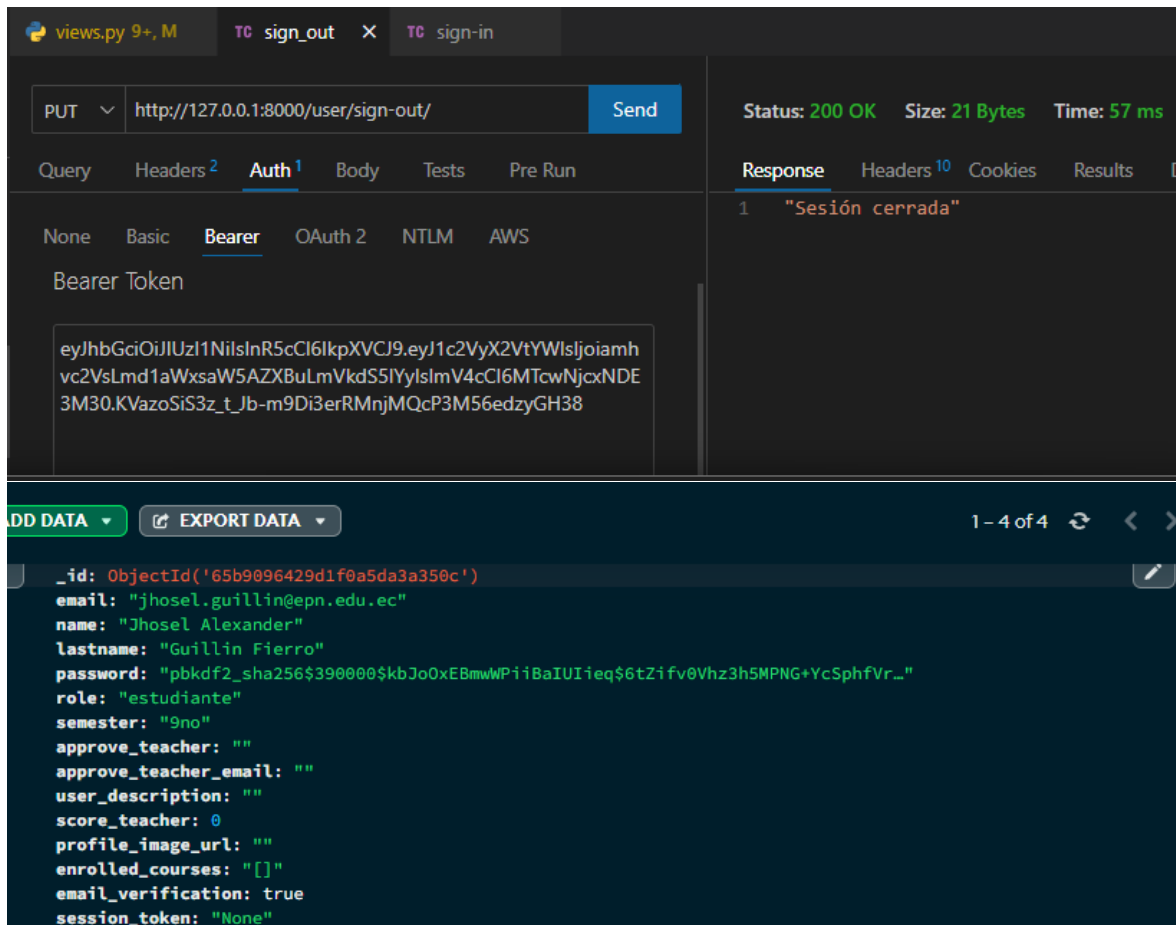 views.py 9+, M TC sign_out × TC sign-in
PUT http://127.0.0.1:8000/user/sign-out/ Send
Status: 200 OK Size: 21 Bytes Time: 57 ms
Query Headers 2 Auth 1 Body Tests Pre Run
Response Headers 10 Cookies Results
1 "Sesión cerrada"
None Basic Bearer OAuth 2 NTLM AWS
Bearer Token
3M30.KVazoSiS3z_t_Jb-m9Di3erRMnjMQcP3M56edzyGH38
ADD DATA EXPORT DATA 1 – 4 of 4
_id: ObjectId('65b9096429d1f0a5da3a350c')
email: "jhosel.guillin@epn.edu.ec"
name: "Jhosel Alexander"
lastname: "Guillin Fierro"
password: "pbkdf2_sha256$390000$kbJoOxEBmwWPiiBaIUIieq$6tZifv0Vhz3h5MPNG+YcSphfVr…"
role: "estudiante"
semester: "9no"
approve_teacher: ""
approve_teacher_email: ""
user_description: ""
score_teacher: 0
profile_image_url: ""
enrolled_courses: "[]"
email_verification: true
session_token: "None"